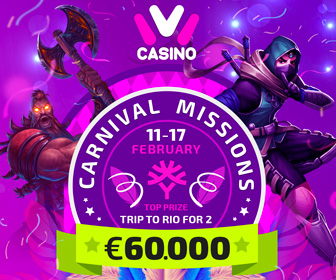 CASINO
CARNIVAL MISSIONS
11-17
FEBRUARY
TOP PRIZE
TRIP TO RIO FOR 2
€60.000